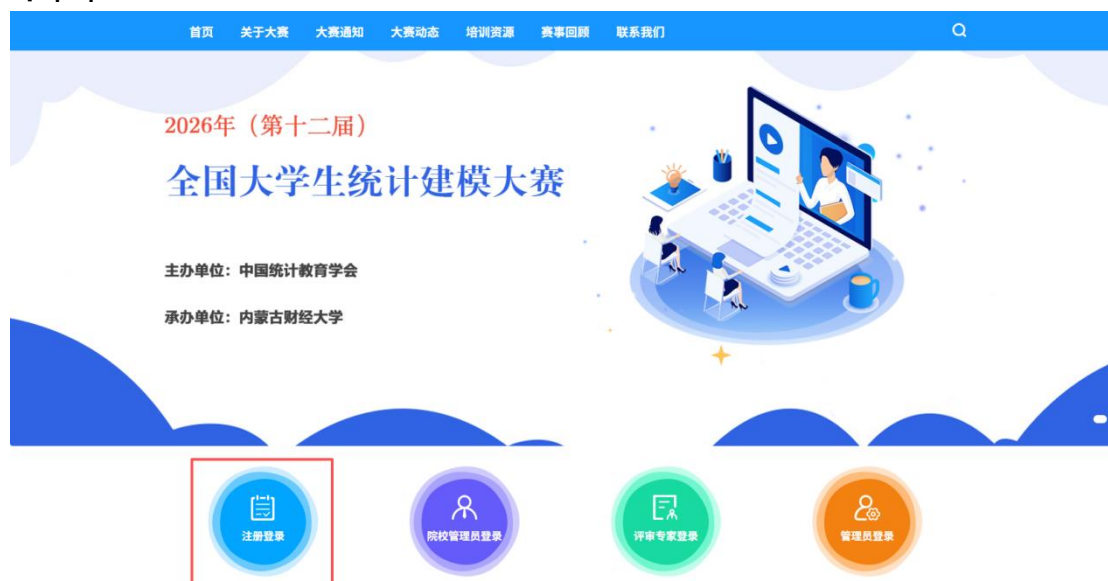 首页 关于大赛 大赛通知 大赛动态 培训资源 赛事回顾 联系我们
2026年（第十二届）
全国大学生统计建模大赛
主办单位：中国统计教育学会
承办单位：内蒙古财经大学
注册登录 院校管理员登录 评审专家登录 管理员登录